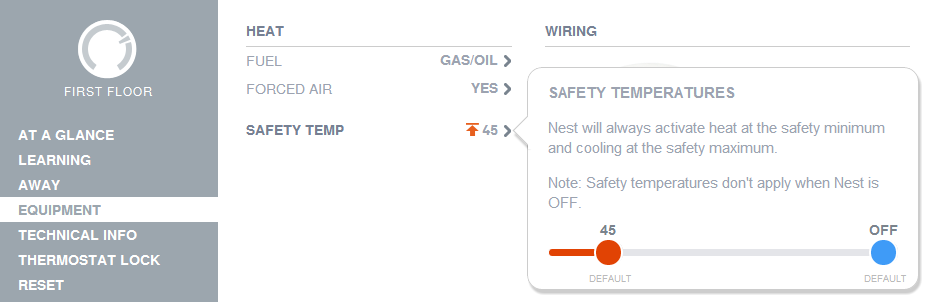 FIRST FLOOR
AT A GLANCE
LEARNING
AWAY
EQUIPMENT
TECHNICAL INFO
THERMOSTAT LOCK
RESET
HEAT
FUEL GAS/OIL
FORCED AIR YES
SAFETY TEMP 45
WIRING
SAFETY TEMPERATURES
Nest will always activate heat at the safety minimum
and cooling at the safety maximum.
Note: Safety temperatures don't apply when Nest is
OFF.
45 OFF
DEFAULT DEFAULT